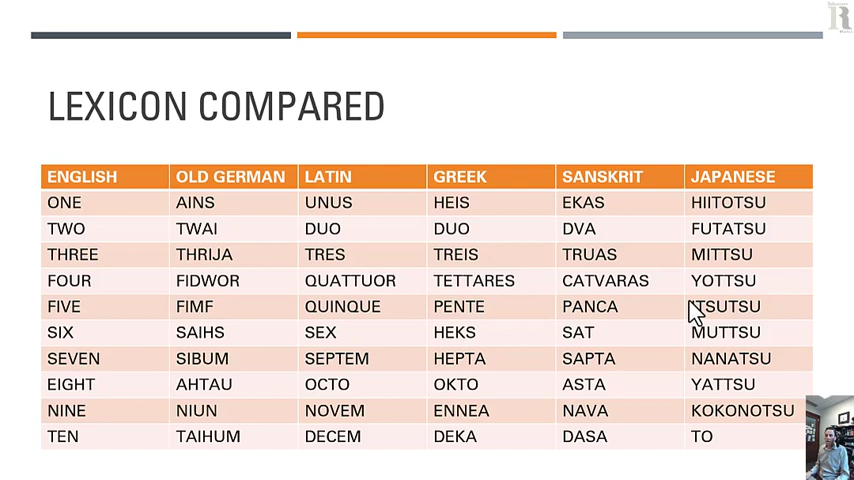 LEXICON COMPARED
ENGLISH OLD GERMAN LATIN GREEK SANSKRIT JAPANESE
ONE AINS UNUS HEIS EKAS HIITOTSU
TWO TWAI DUO DUO DVA FUTATSU
THREE THRIJA TRES TREIS TRUAS MITTSU
FOUR FIDWOR QUATTUOR TETTARES CATVARAS YOTTSU
FIVE FIMF QUINQUE PENTE PANCA ITSUTSU
SIX SAIHS SEX HEKS SAT MUTTSU
SEVEN SIBUM SEPTEM HEPTA SAPTA NANATSU
EIGHT AHTAU OCTO OKTO ASTA YATTSU
NINE NIUN NOVEM ENNEA NAVA KOKONOTSU
TEN TAIHUM DECEM DEKA DASA TO